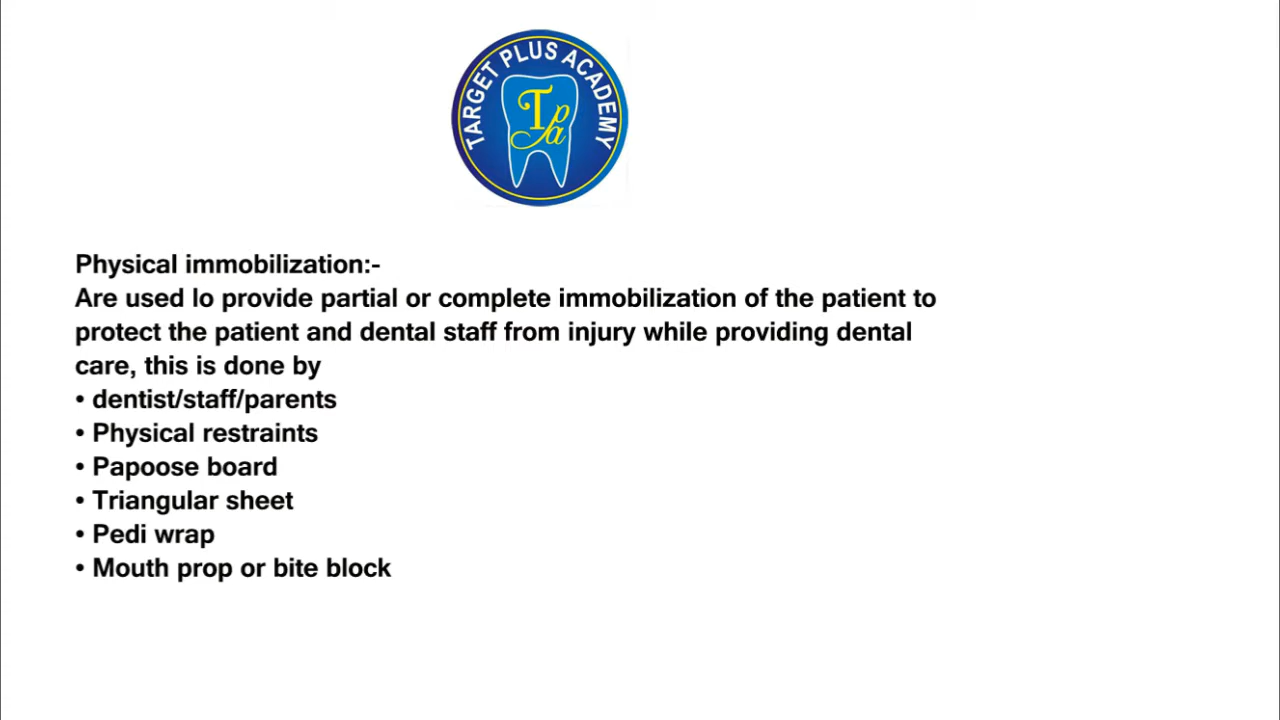 TARGET PLUS ACADEMY
Tpa
Physical immobilization:-
Are used lo provide partial or complete immobilization of the patient to
protect the patient and dental staff from injury while providing dental
care, this is done by
• dentist/staff/parents
• Physical restraints
• Papoose board
• Triangular sheet
• Pedi wrap
• Mouth prop or bite block